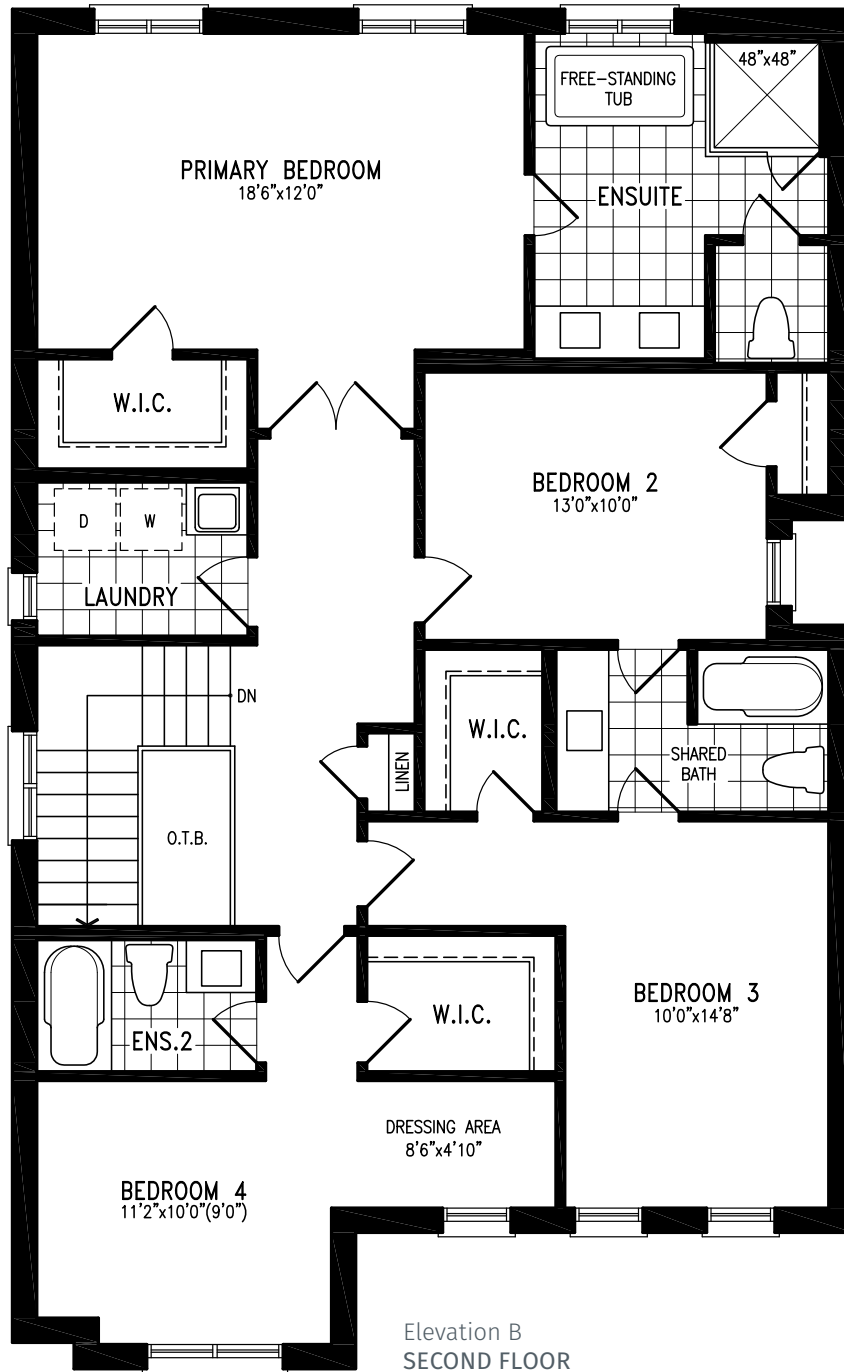 48"x48"
FREE-STANDING
TUB
PRIMARY BEDROOM
18'6"x12'0"
ENSUITE
W.I.C.
BEDROOM 2
13'0"x10'0"
D
W
LAUNDRY
DN
W.I.C.
LINEN
SHARED
BATH
O.T.B.
BEDROOM 3
10'0"x14'8"
W.I.C.
ENS.2
DRESSING AREA
8'6"x4'10"
BEDROOM 4
11'2"x10'0"(9'0")
Elevation B
SECOND FLOOR